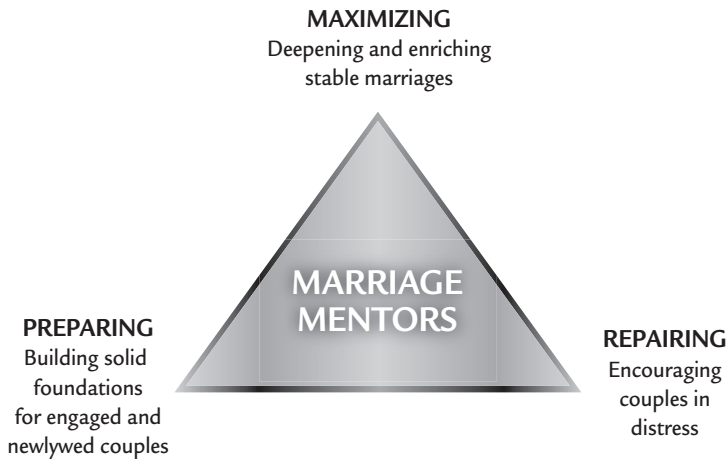 MAXIMIZING
Deepening and enriching
stable marriages
MARRIAGE
MENTORS
PREPARING
Building solid
foundations
for engaged and
newlywed couples
REPAIRING
Encouraging
couples in
distress